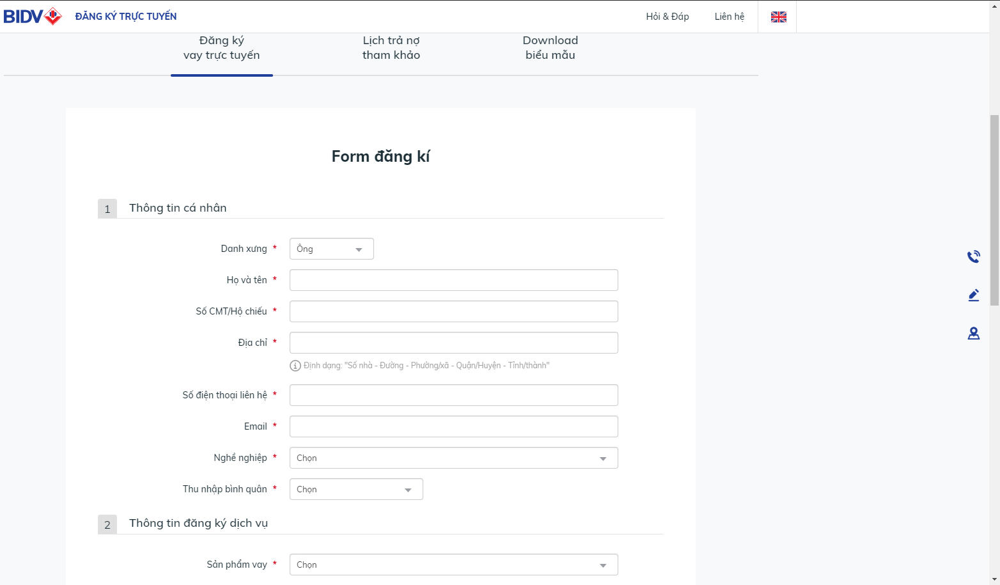 BIDV ĐĂNG KÝ TRỰC TUYẾN Hỏi & Đáp Liên hệ
Đăng ký
vay trực tuyến
Lịch trả nợ
tham khảo
Download
biểu mẫu
Form đăng kí
1 Thông tin cá nhân
Danh xưng * Ông
Họ và tên *
Số CMT/Hộ chiếu *
Địa chỉ *
Định dạng: "Số nhà - Đường - Phường/xã - Quận/Huyện - Tỉnh/thành"
Số điện thoại liên hệ *
Email *
Nghề nghiệp * Chọn
Thu nhập bình quân * Chọn
2 Thông tin đăng ký dịch vụ
Sản phẩm vay * Chọn